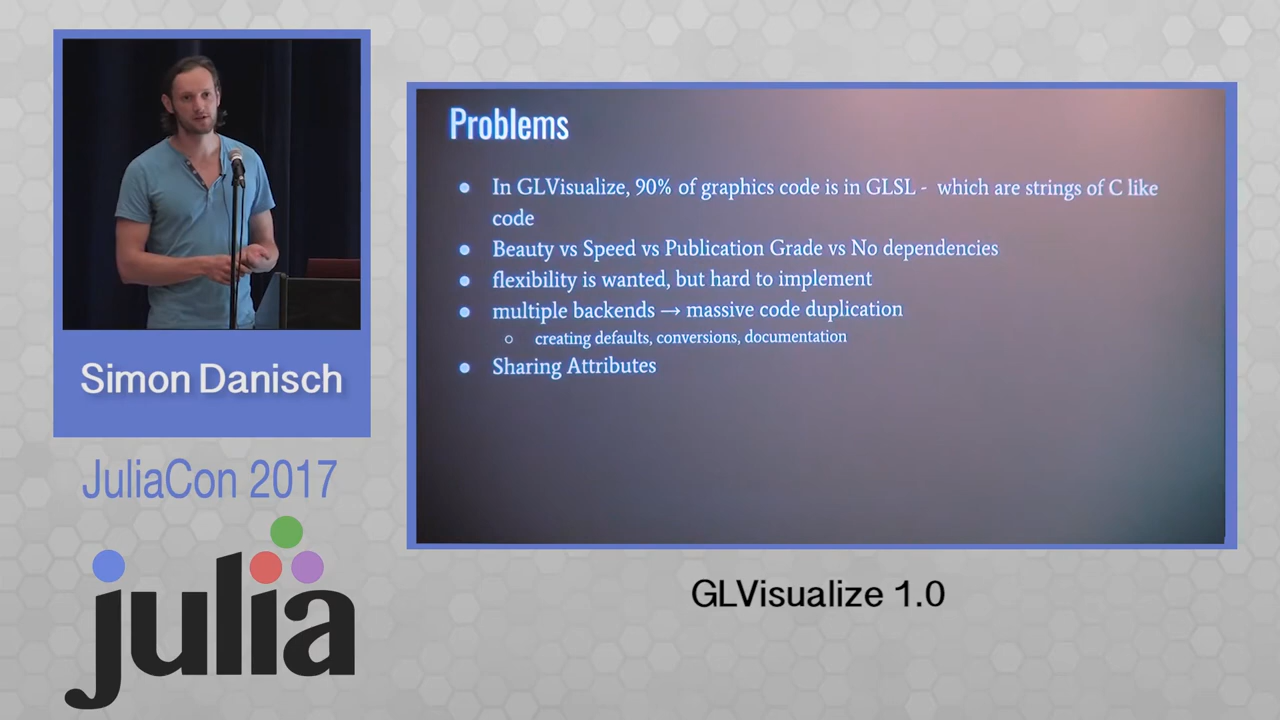 Simon Danisch
JuliaCon 2017
julia
Problems
● In GLVisualize, 90% of graphics code is in GLSL - which are strings of C like
code
● Beauty vs Speed vs Publication Grade vs No dependencies
● flexibility is wanted, but hard to implement
● multiple backends → massive code duplication
○ creating defaults, conversions, documentation
● Sharing Attributes
GLVisualize 1.0